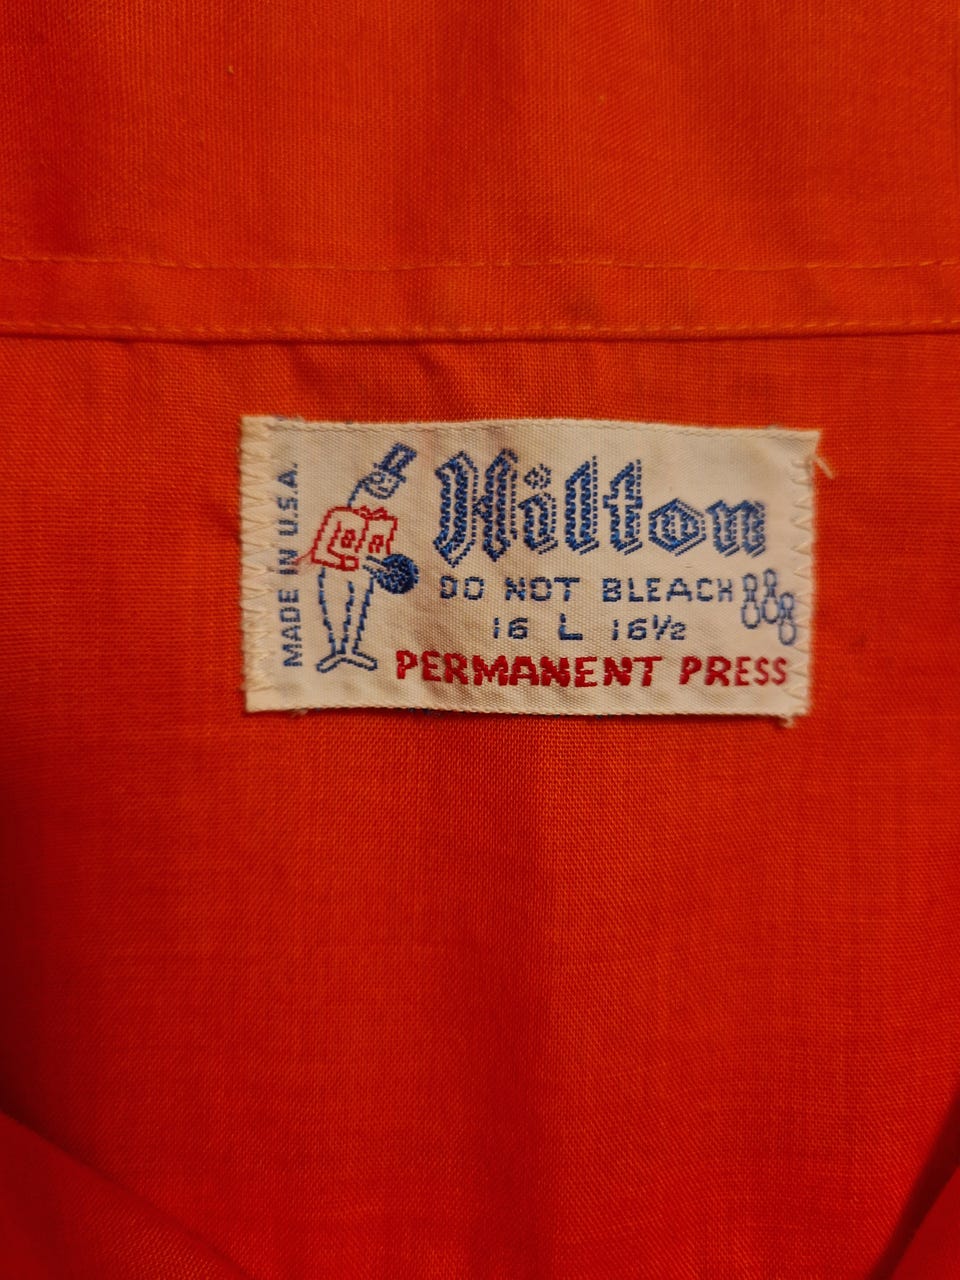 MADE IN U.S.A.
Hilton
DO NOT BLEACH
16 L 16½
PERMANENT PRESS